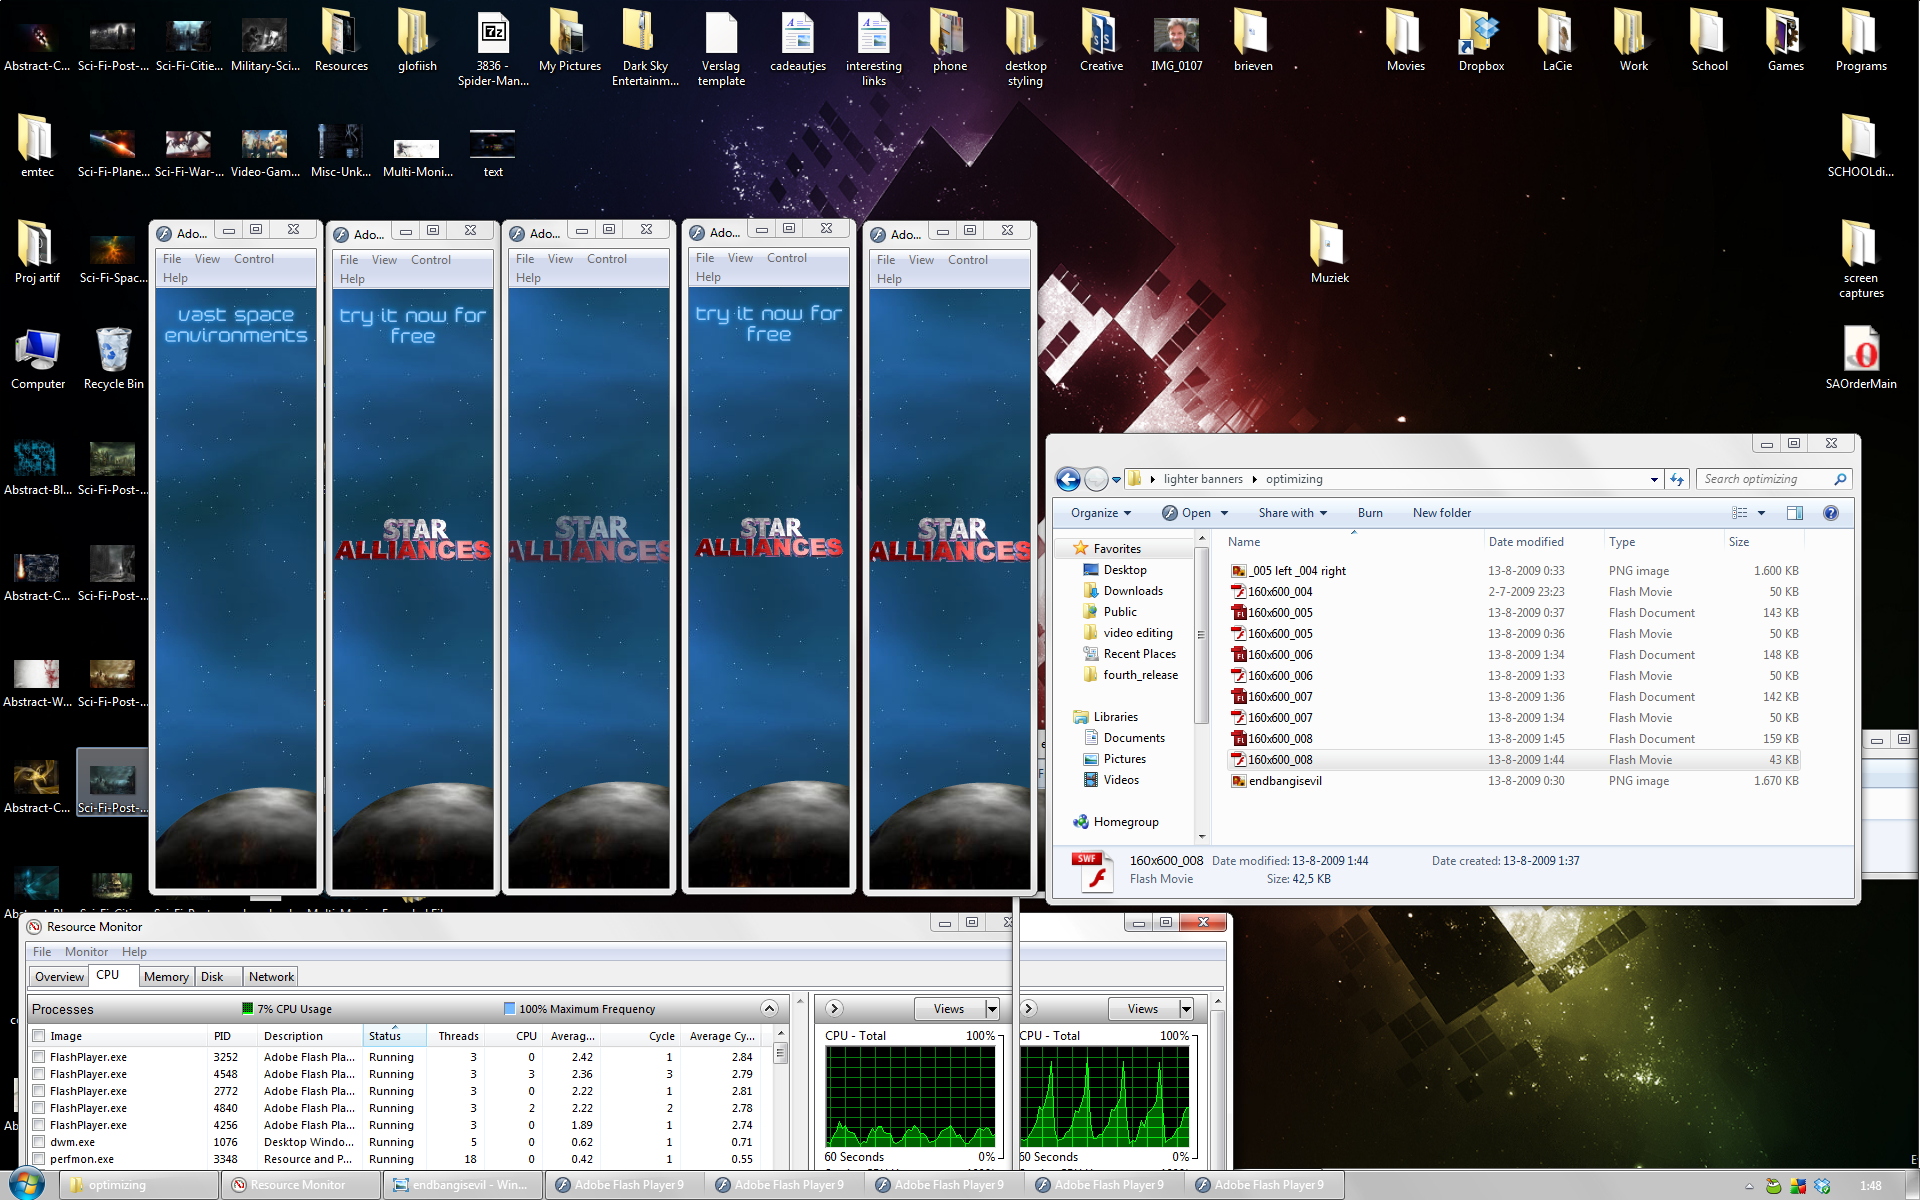 Abstract-C...
Sci-Fi-Post-...
Sci-Fi-Citie...
Military-Sci...
Resources
glofiish
3836 -
Spider-Man...
My Pictures
Dark Sky
Entertainm...
Verslag
template
cadeautjes
interesting
links
phone
destkop
styling
Creative
IMG_0107
brieven
Movies
Dropbox
LaCie
Work
School
Games
Programs
emtec
Sci-Fi-Plane...
Sci-Fi-War-...
Video-Gam...
Misc-Unk...
Multi-Moni...
text
SCHOOLdi...
Proj artif
Sci-Fi-Spac...
Muziek
screen
captures
Computer
Recycle Bin
SAOrderMain
Abstract-Bl...
Sci-Fi-Post-...
Abstract-C...
Sci-Fi-Post-...
Abstract-W...
Sci-Fi-Post-...
Abstract-C...
Sci-Fi-Post-...
Ado...
File View Control
Help
vast space
environments
Ado...
File View Control
Help
try it now for
free
STAR
ALLIANCES
Ado...
File View Control
Help
STAR
ALLIANCES
Ado...
File View Control
Help
try it now for
free
STAR
ALLIANCES
Ado...
File View Control
Help
STAR
ALLIANCES
lighter banners optimizing
Search optimizing
Organize Open Share with Burn New folder
Favorites
Desktop
Downloads
Public
video editing
Recent Places
fourth_release
Libraries
Documents
Pictures
Videos
Homegroup
Name Date modified Type Size
_005 left _004 right 13-8-2009 0:33 PNG image 1.600 KB
160x600_004 2-7-2009 23:23 Flash Movie 50 KB
160x600_005 13-8-2009 0:37 Flash Document 143 KB
160x600_005 13-8-2009 0:36 Flash Movie 50 KB
160x600_006 13-8-2009 1:34 Flash Document 148 KB
160x600_006 13-8-2009 1:33 Flash Movie 50 KB
160x600_007 13-8-2009 1:36 Flash Document 142 KB
160x600_007 13-8-2009 1:34 Flash Movie 50 KB
160x600_008 13-8-2009 1:45 Flash Document 159 KB
160x600_008 13-8-2009 1:44 Flash Movie 43 KB
endbangisevil 13-8-2009 0:30 PNG image 1.670 KB
SWF
160x600_008 Date modified: 13-8-2009 1:44 Date created: 13-8-2009 1:37
Flash Movie Size: 42,5 KB
Resource Monitor
File Monitor Help
Overview CPU Memory Disk Network
Processes 7% CPU Usage 100% Maximum Frequency
Image PID Description Status Threads CPU Averag... Cycle Average Cy...
FlashPlayer.exe 3252 Adobe Flash Pla... Running 3 0 2.42 1 2.84
FlashPlayer.exe 4548 Adobe Flash Pla... Running 3 3 2.36 3 2.79
FlashPlayer.exe 2772 Adobe Flash Pla... Running 3 0 2.22 1 2.81
FlashPlayer.exe 4840 Adobe Flash Pla... Running 3 2 2.22 2 2.78
FlashPlayer.exe 4256 Adobe Flash Pla... Running 3 0 1.89 1 2.74
dwm.exe 1076 Desktop Windo... Running 5 0 0.62 1 0.71
perfmon.exe 3348 Resource and P... Running 18 0 0.42 1 0.55
Views
CPU - Total 100%
60 Seconds 0%
Views
CPU - Total 100%
60 Seconds 0%
optimizing
Resource Monitor
endbangisevil - Win...
Adobe Flash Player 9
Adobe Flash Player 9
Adobe Flash Player 9
Adobe Flash Player 9
Adobe Flash Player 9
1:48